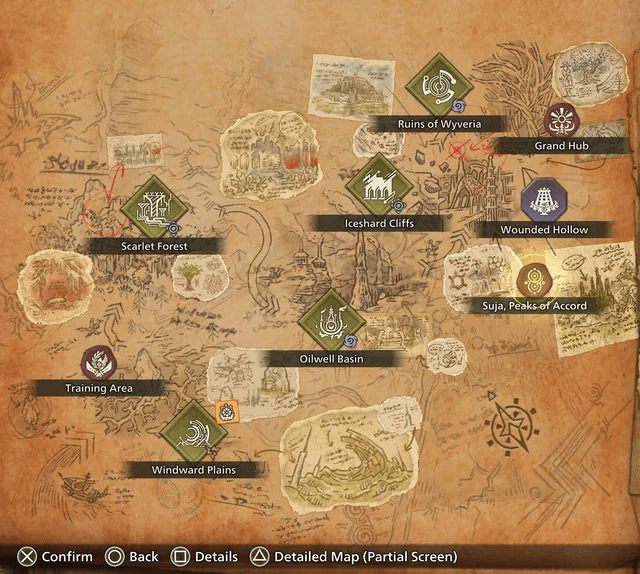 Ruins of Wyveria
Grand Hub
Iceshard Cliffs
Wounded Hollow
Scarlet Forest
Suja, Peaks of Accord
Oilwell Basin
Training Area
Windward Plains
Confirm Back Details Detailed Map (Partial Screen)